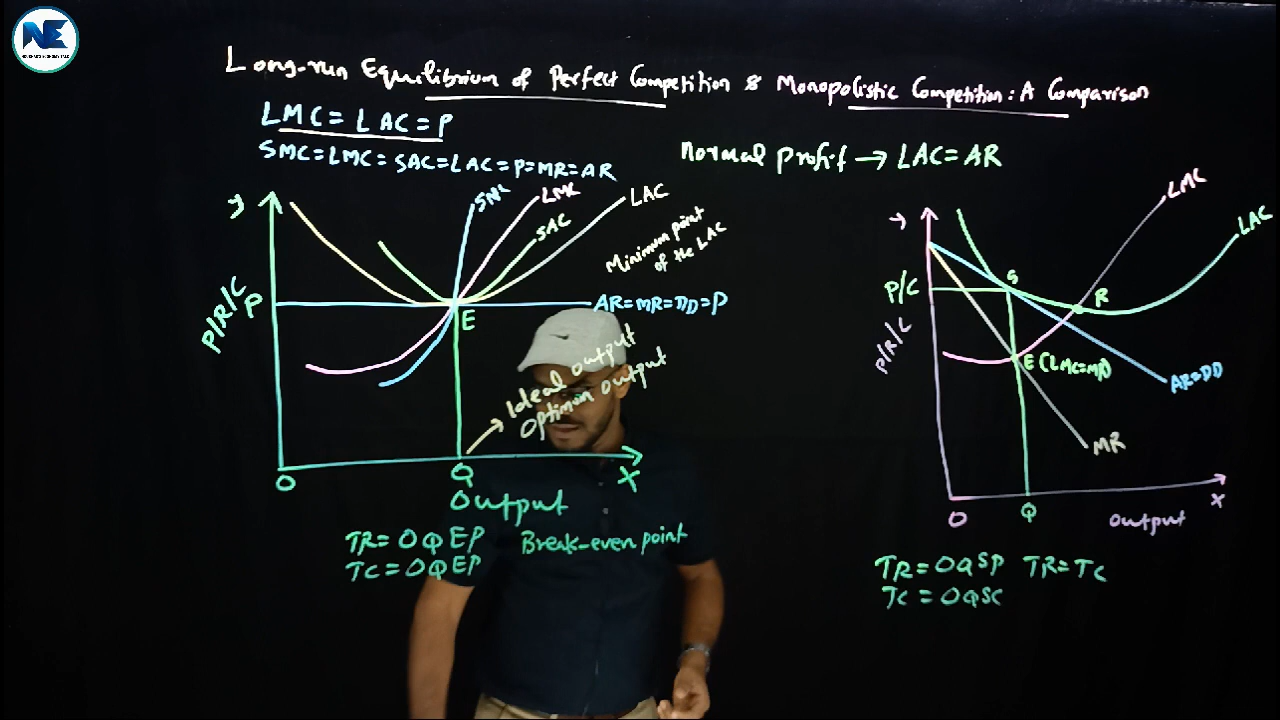 NE
Long-run Equilibrium of Perfect Competition & Monopolistic Competition: A Comparison
LMC = LAC = P
SMC=LMC=SAC=LAC=P=MR=AR
Normal profit → LAC=AR
y
SMC
LMC
SAC
LAC
Minimum point
of the LAC
P/R/C
P
E
AR=MR=DD=P
Ideal output
Optimum output
O
Q
X
Output
TR= OQEP
TC= OQEP
Break-even point
y
LMC
LAC
P/C
S
R
P/R/C
E (LMC=MR)
AR=DD
MR
O
Q
Output
X
TR=OQSP TR=TC
TC=OQSC